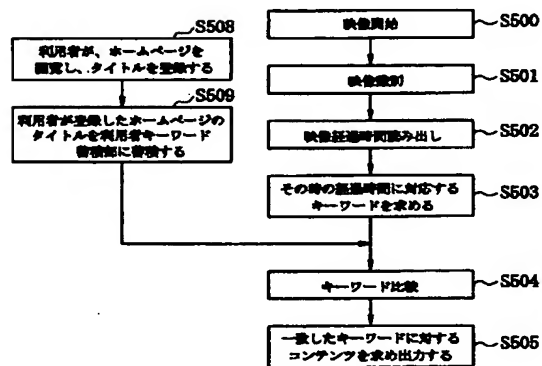 S508
利用者が、ホームページを
閲覧し、タイトルを登録する
S509
利用者が登録したホームページの
タイトルを利用者キーワード
蓄積部に蓄積する
S500
映像開始
S501
映像識別
S502
映像経過時間読み出し
S503
その時の経過時間に対応する
キーワードを求める
S504
キーワード比較
S505
一致したキーワードに対する
コンテンツを求め出力する